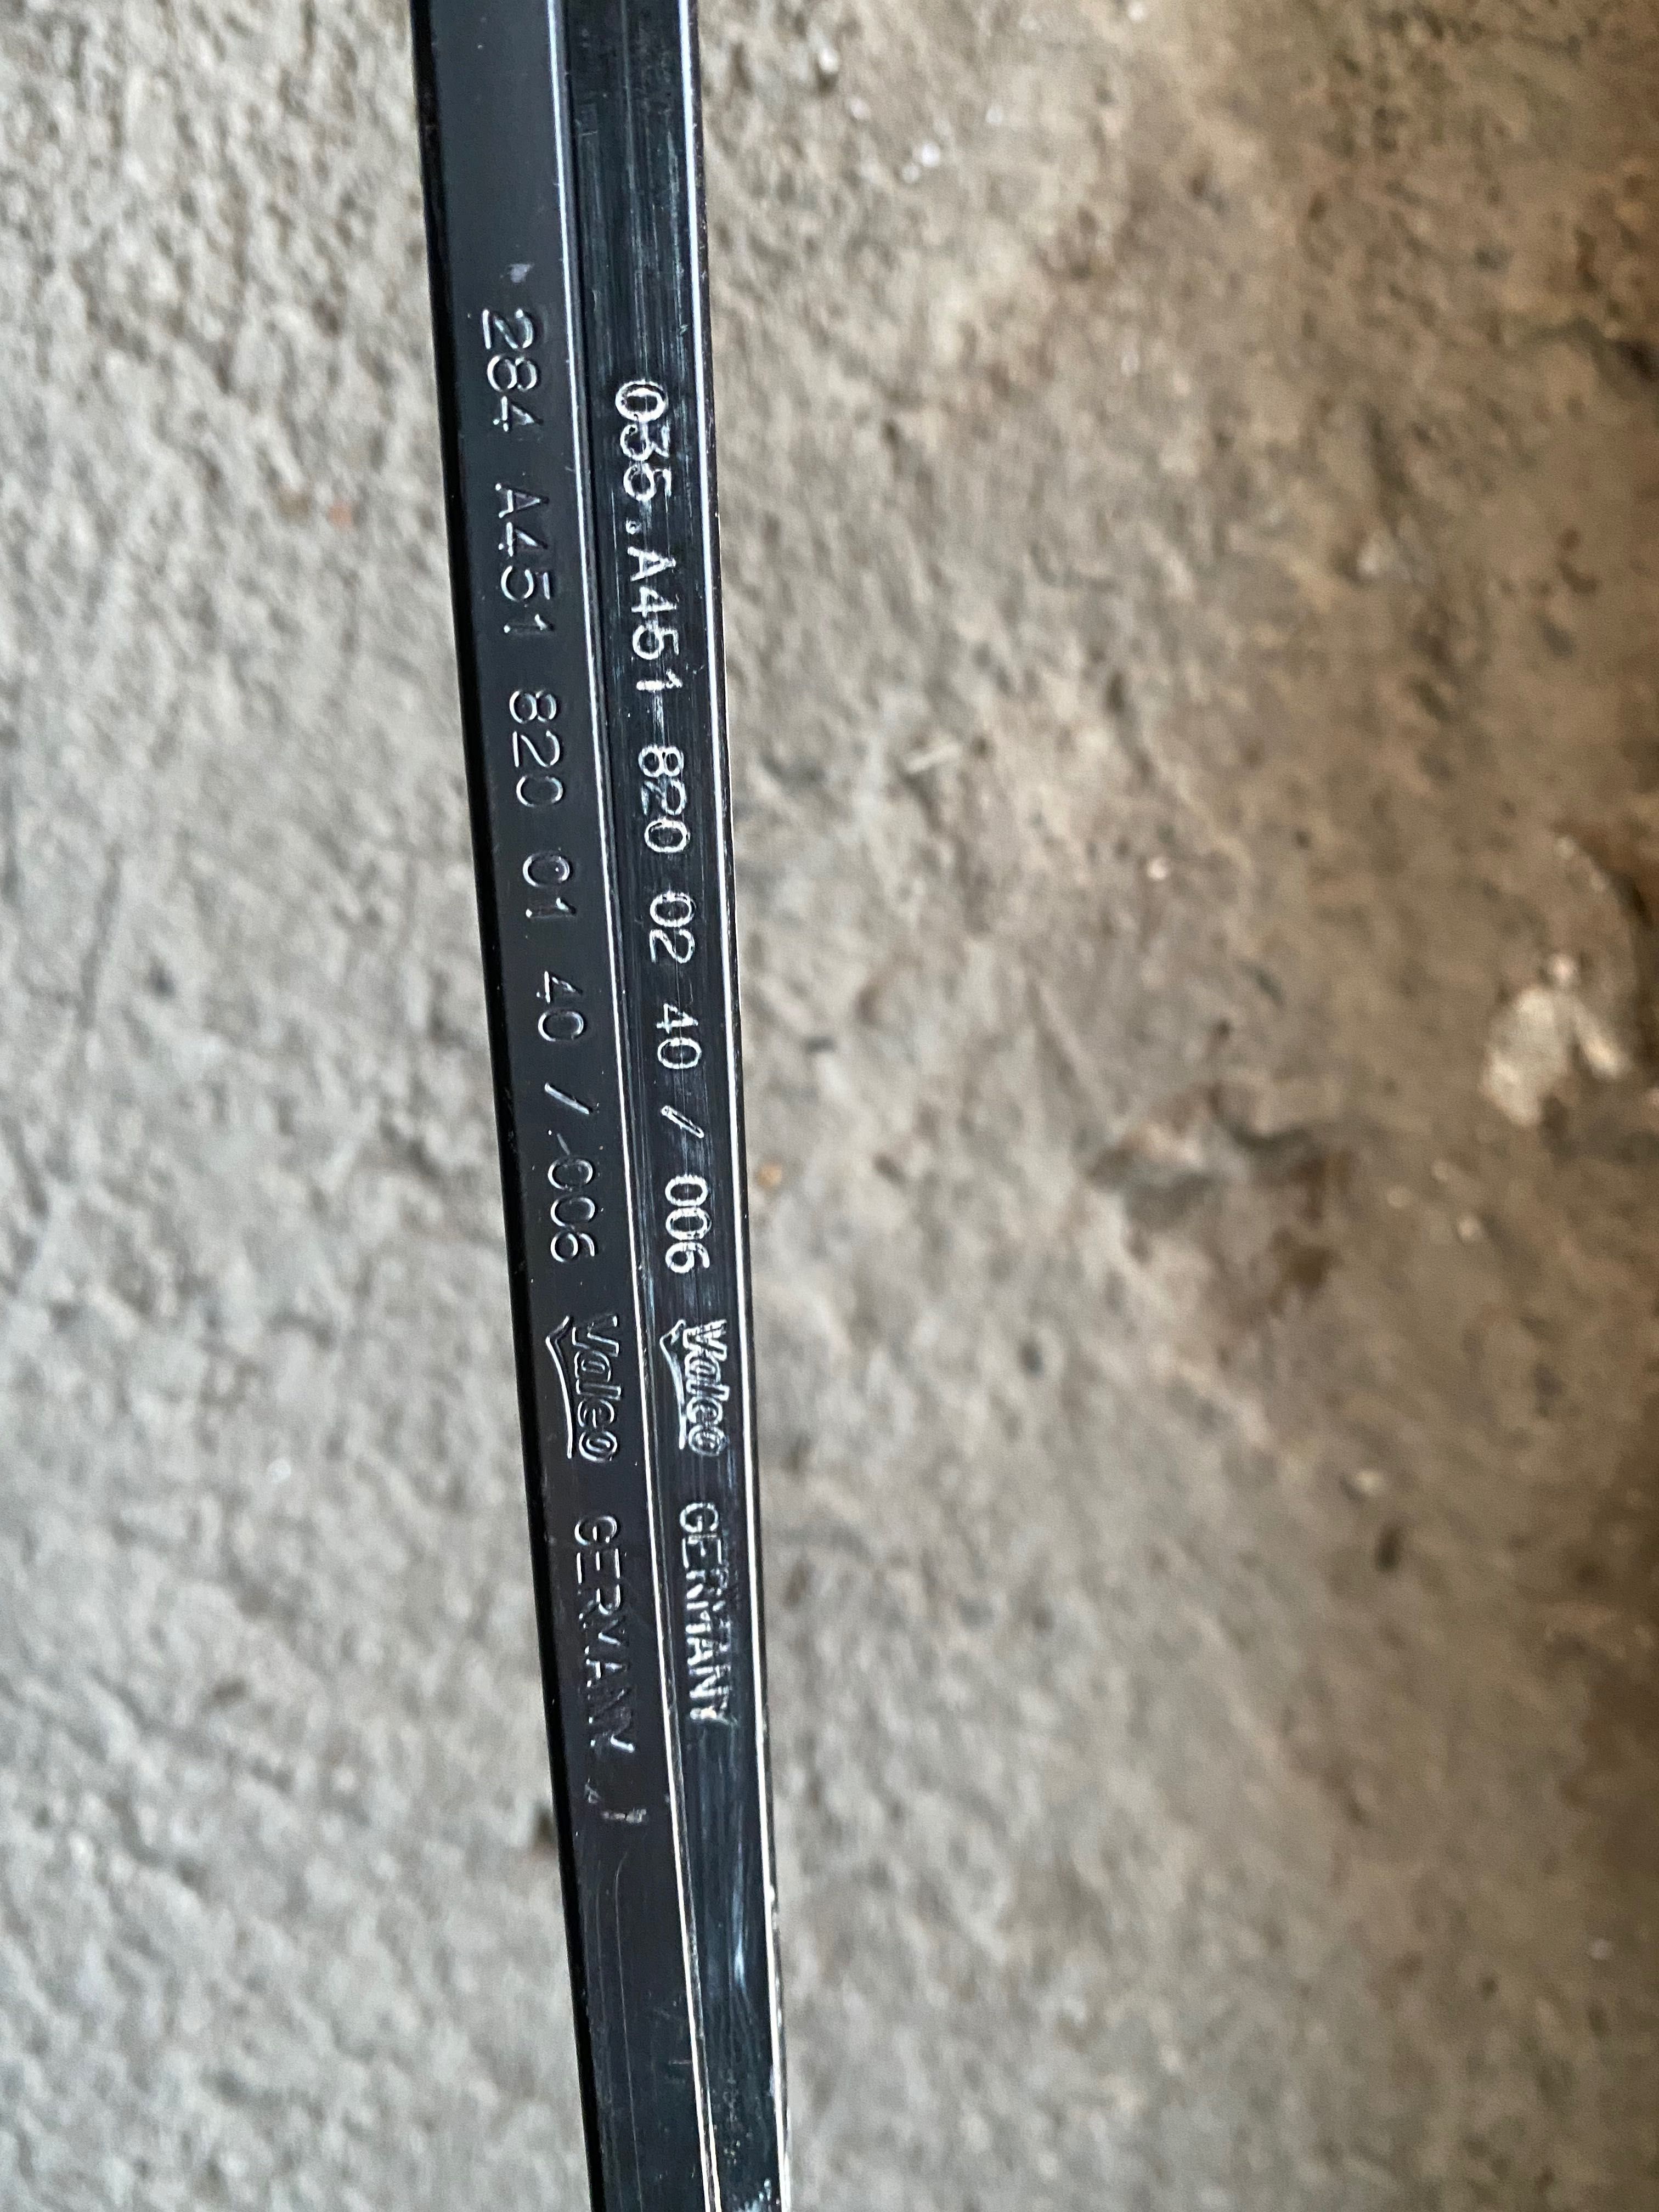 035.A451 820 02 40 / 006 Valeo GERMANY
284 A451 820 01 40 / 006 Valeo GERMANY